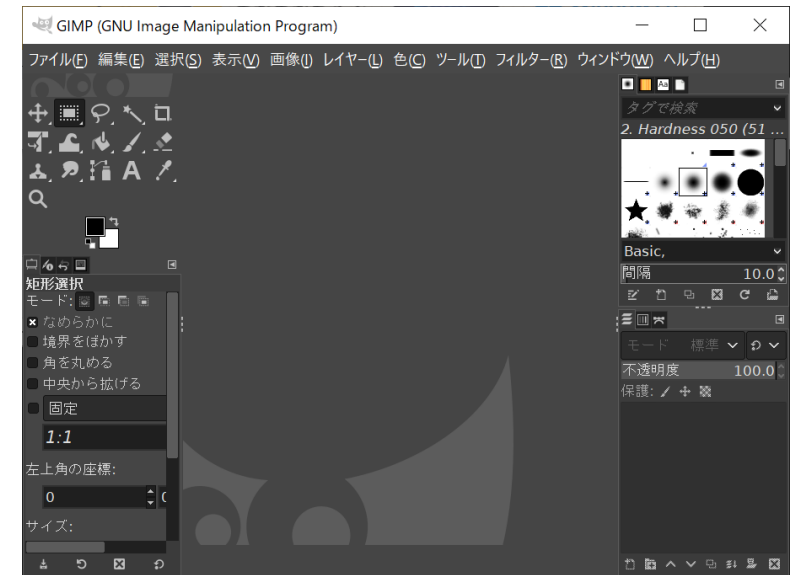 GIMP (GNU Image Manipulation Program)
ファイル(F) 編集(E) 選択(S) 表示(V) 画像(I) レイヤー(L) 色(C) ツール(T) フィルター(R) ウィンドウ(W) ヘルプ(H)
タグで検索
2. Hardness 050 (51 ...
Basic,
間隔 10.0
矩形選択
モード:
なめらかに
境界をぼかす
角を丸める
中央から拡げる
固定
1:1
左上角の座標:
0 0
サイズ:
モード 標準
不透明度 100.0
保護: